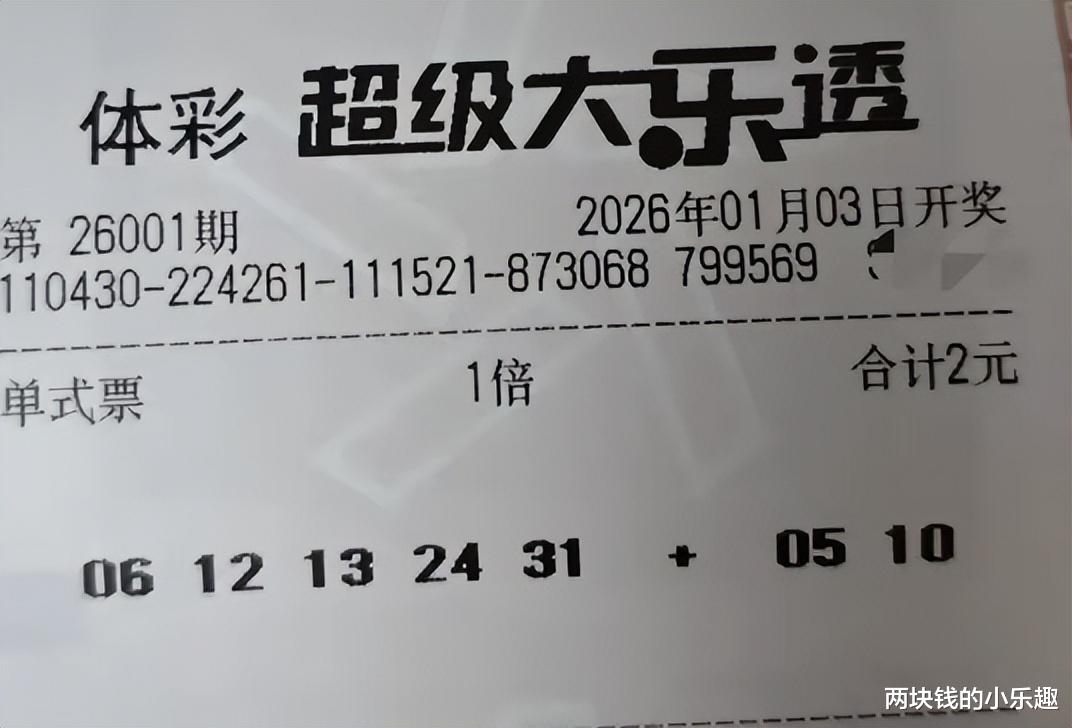 体彩 超级大乐透
第 26001期 2026年01月03日开奖
110430-224261-111521-873068 799569
单式票 1倍 合计2元
06 12 13 24 31 + 05 10
两块钱的小乐趣